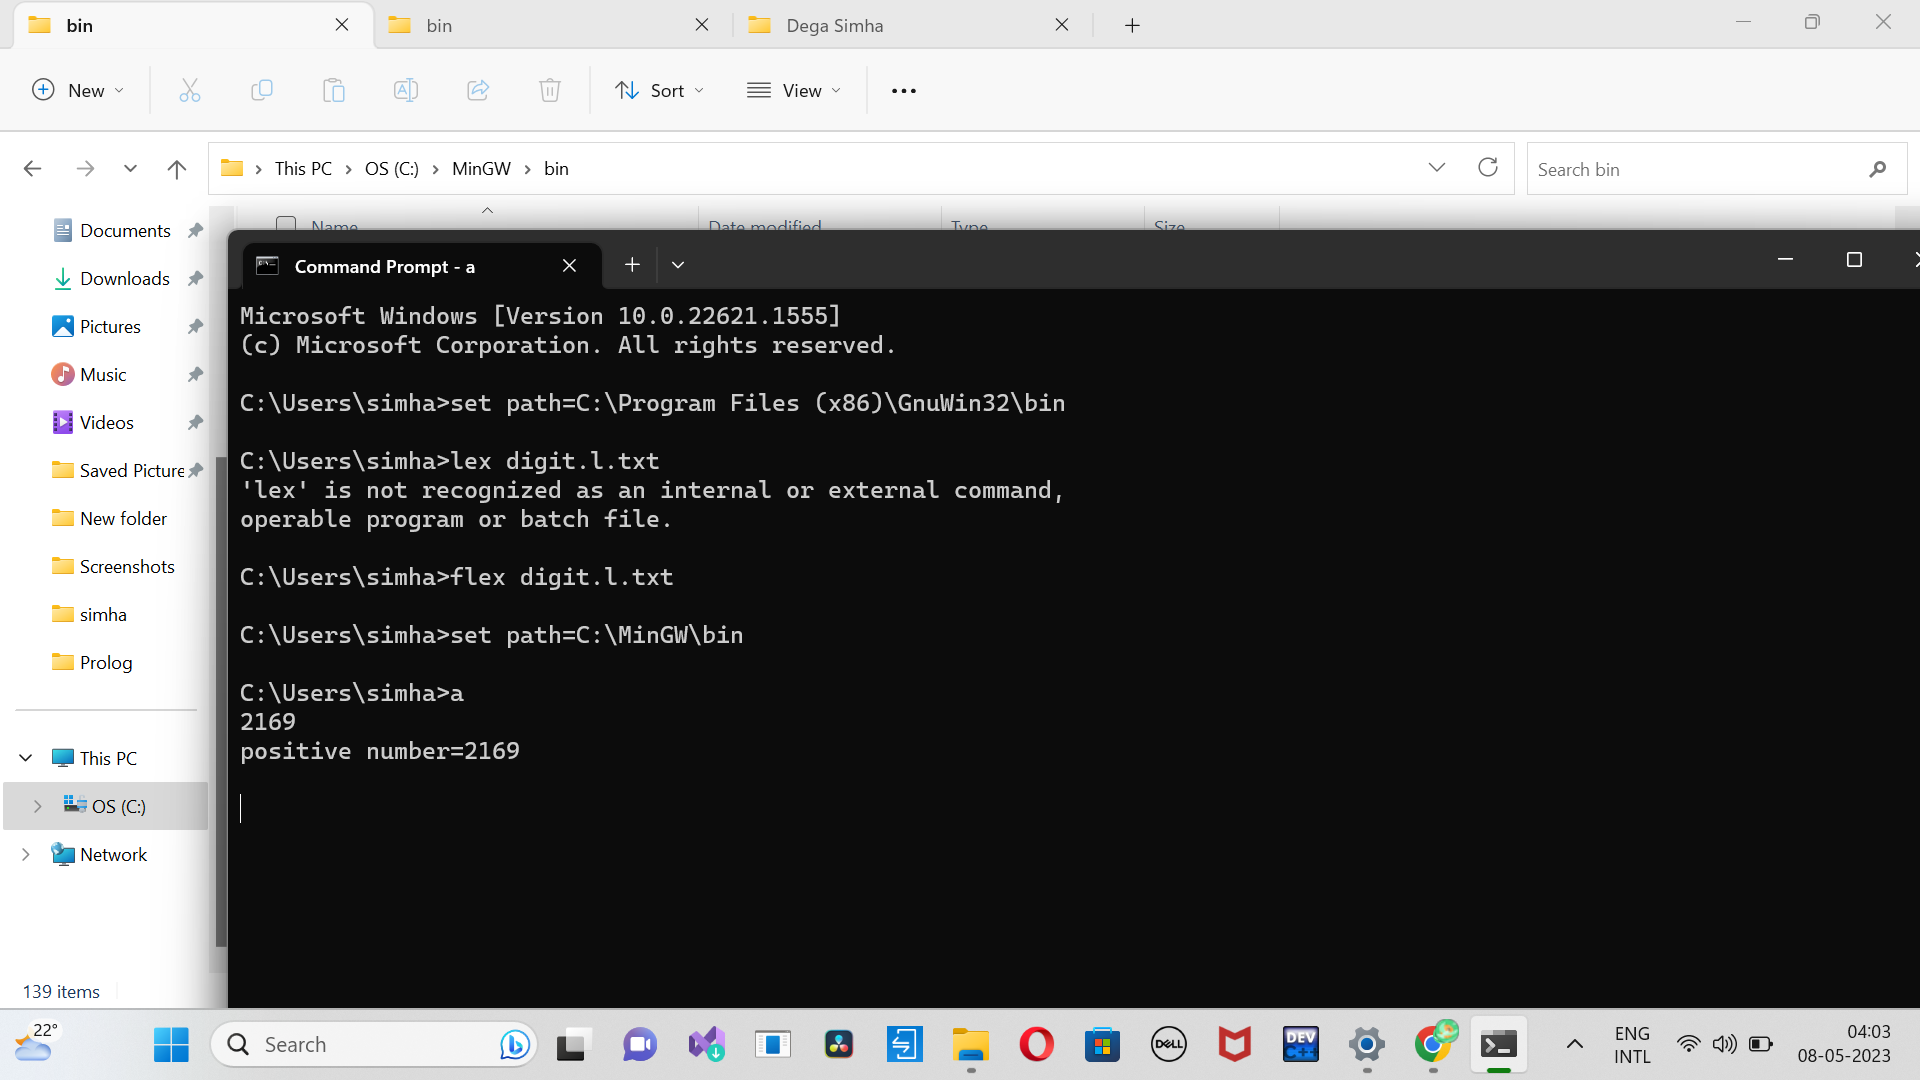 bin
bin
Dega Simha
New
Sort
View
This PC
OS (C:)
MinGW
bin
Search bin
Name
Date modified
Type
Size
Documents
Downloads
Pictures
Music
Videos
Saved Picture
New folder
Screenshots
simha
Prolog
This PC
OS (C:)
Network
139 items
Command Prompt - a
Microsoft Windows [Version 10.0.22621.1555]
(c) Microsoft Corporation. All rights reserved.
C:\Users\simha>set path=C:\Program Files (x86)\GnuWin32\bin
C:\Users\simha>lex digit.l.txt
'lex' is not recognized as an internal or external command,
operable program or batch file.
C:\Users\simha>flex digit.l.txt
C:\Users\simha>set path=C:\MinGW\bin
C:\Users\simha>a
2169
positive number=2169
22°
Search
DELL
DEV
C++
ENG
INTL
04:03
08-05-2023